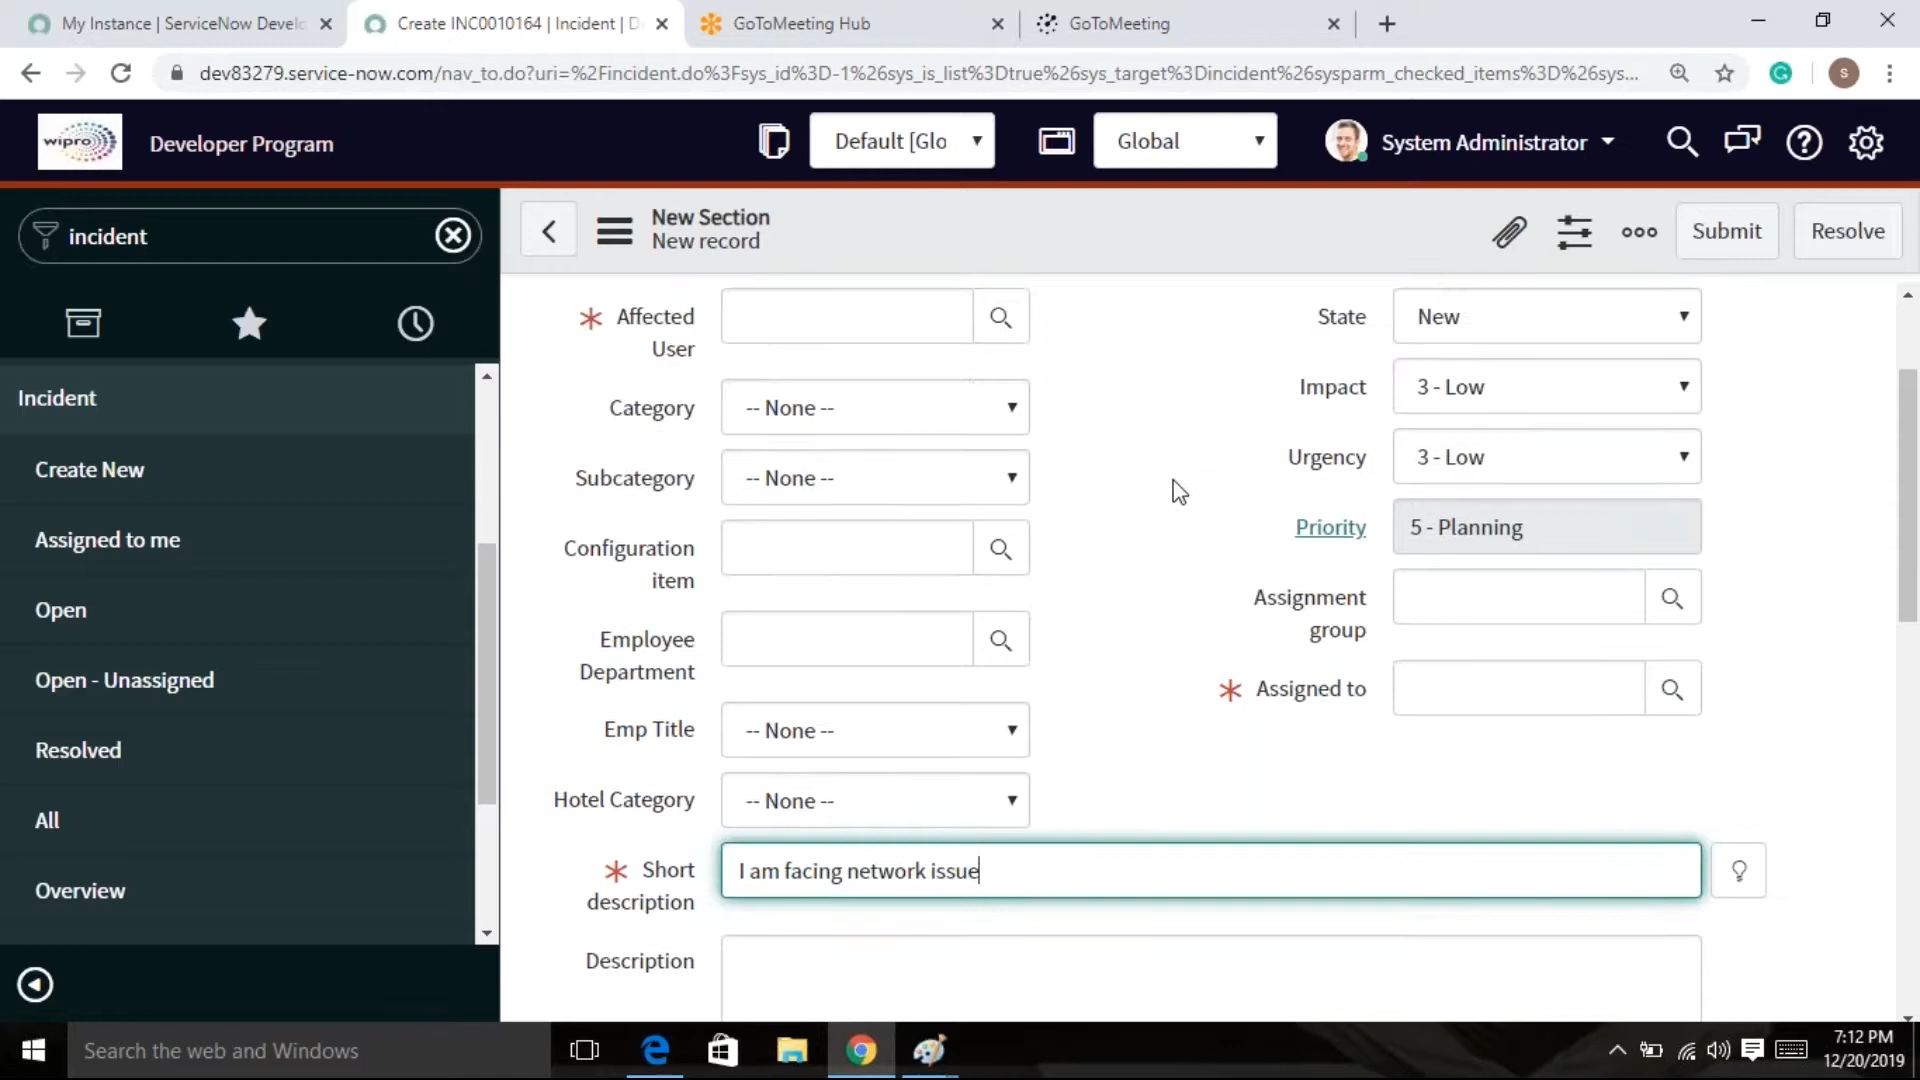 My Instance | ServiceNow Develo
Create INC0010164 | Incident | D
GoToMeeting Hub
GoToMeeting
dev83279.service-now.com/nav_to.do?uri=%2Fincident.do%3Fsys_id%3D-1%26sys_is_list%3Dtrue%26sys_target%3Dincident%26sysparm_checked_items%3D%26sys...
S
wipro
Developer Program
Default [Glo
Global
System Administrator
incident
New Section
New record
Submit
Resolve
Incident
Create New
Assigned to me
Open
Open - Unassigned
Resolved
All
Overview
Affected
User
Category
-- None --
Subcategory
-- None --
Configuration
item
Employee
Department
Emp Title
-- None --
Hotel Category
-- None --
State
New
Impact
3 - Low
Urgency
3 - Low
Priority
5 - Planning
Assignment
group
Assigned to
Short
description
I am facing network issue
Description
Search the web and Windows
7:12 PM
12/20/2019